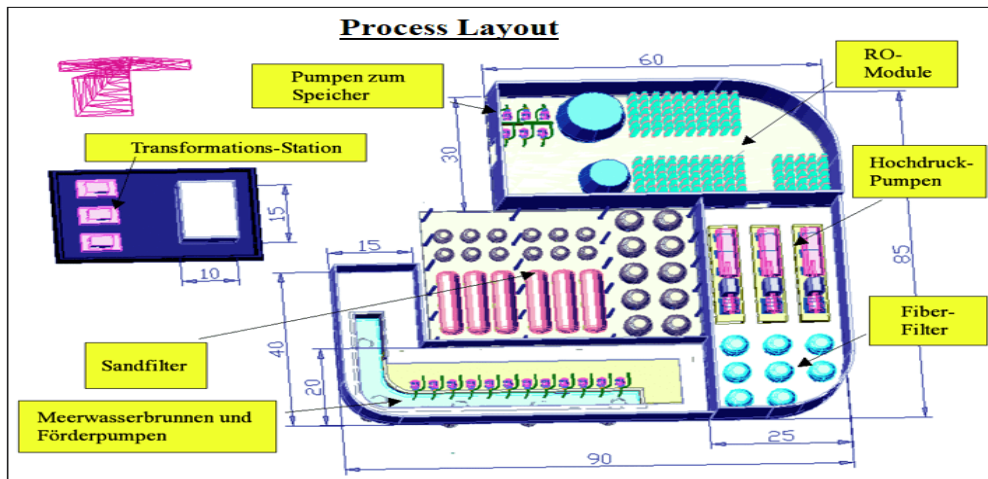 Process Layout
Pumpen zum
Speicher
60
RO-
Module
Transformations-Station
30
Hochdruck-
Pumpen
15
10
15
85
Fiber-
Filter
Sandfilter
40
20
Meerwasserbrunnen und
Förderpumpen
25
90